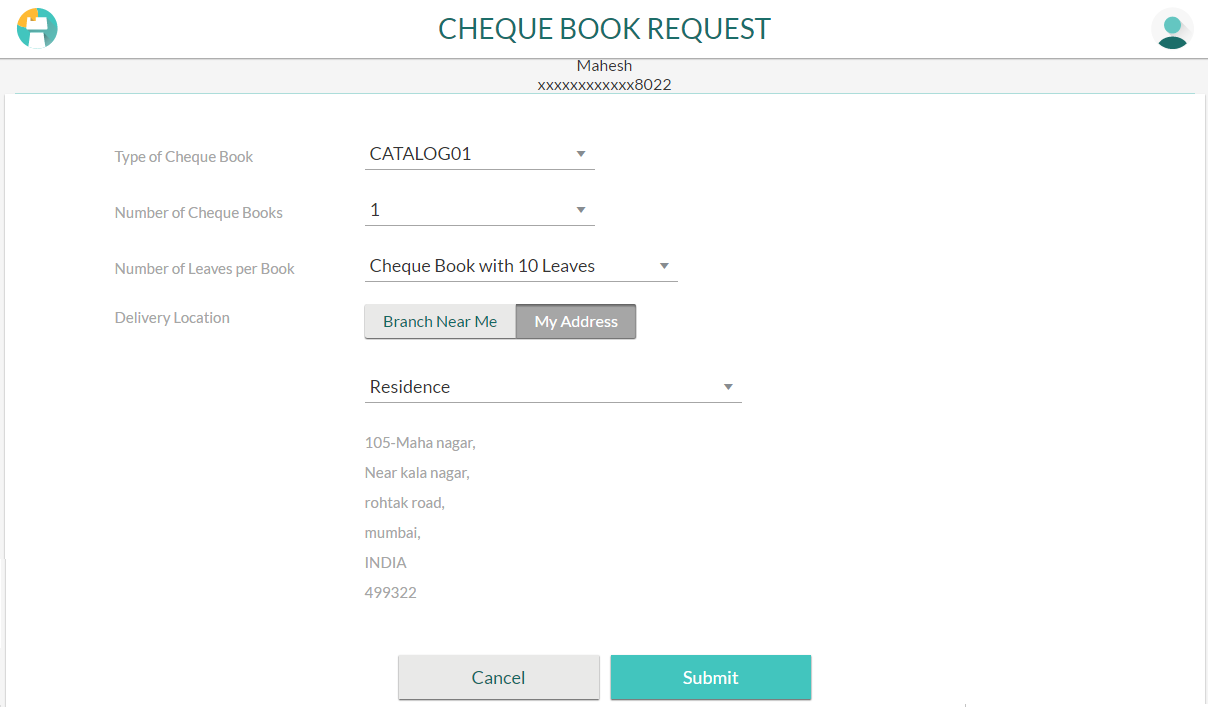 CHEQUE BOOK REQUEST
Mahesh
xxxxxxxxxxxx8022
Type of Cheque Book
CATALOG01
Number of Cheque Books
1
Number of Leaves per Book
Cheque Book with 10 Leaves
Delivery Location
Branch Near Me
My Address
Residence
105-Maha nagar,
Near kala nagar,
rohtak road,
mumbai,
INDIA
499322
Cancel
Submit